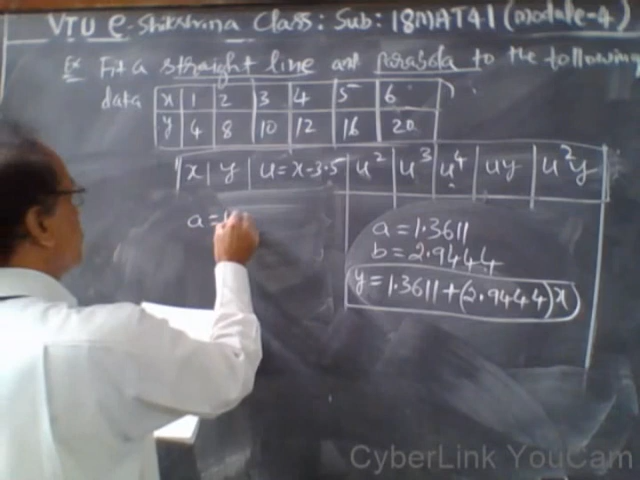 VTU e-Shikshana Class: Sub: 18MAT41 (module-4)
Ex Fit a straight line and parabola to the following
data x 1 2 3 4 5 6
y 4 8 10 12 16 20
x y u=x-3.5 u² u³ u⁴ uy u²y
a=
a=1.3611
b=2.9444
y=1.3611+(2.9444)x
CyberLink YouCam